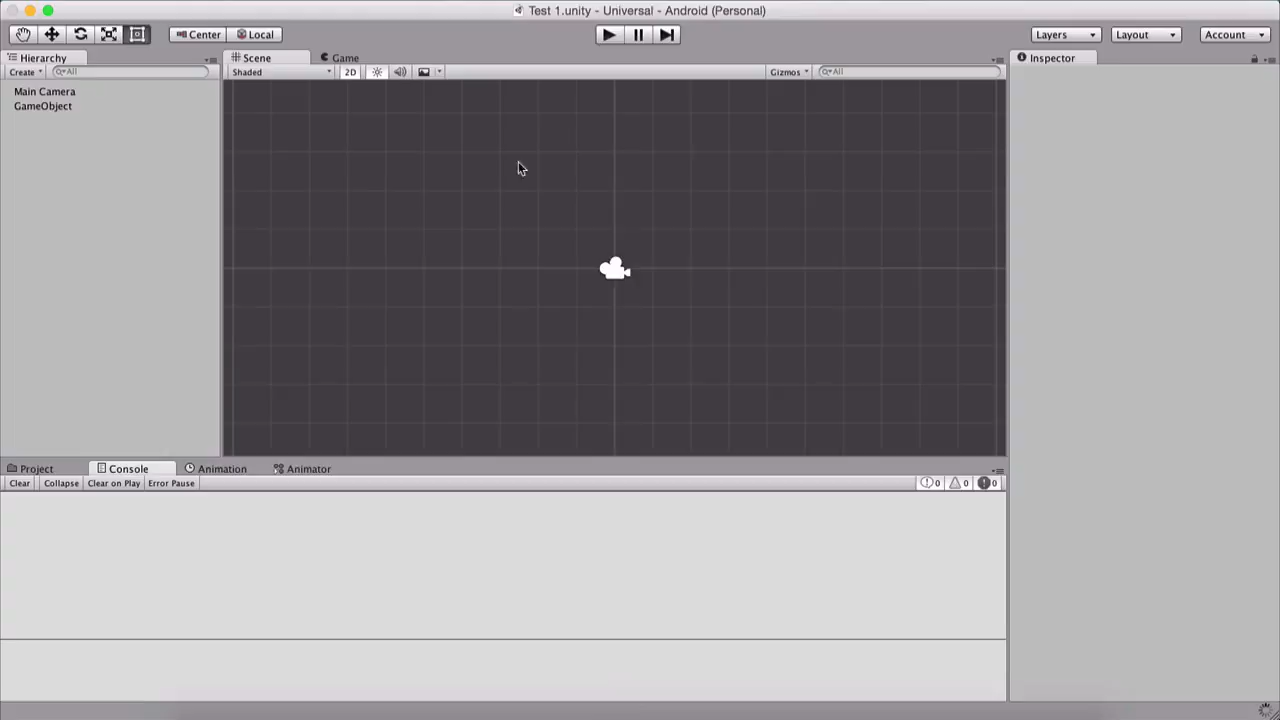 Test 1.unity - Universal - Android (Personal)
Center Local Layers Layout Account
Hierarchy Scene Game Inspector
Create All Shaded 2D Gizmos All
Main Camera
GameObject
Project Console Animation Animator
Clear Collapse Clear on Play Error Pause 0 0 0